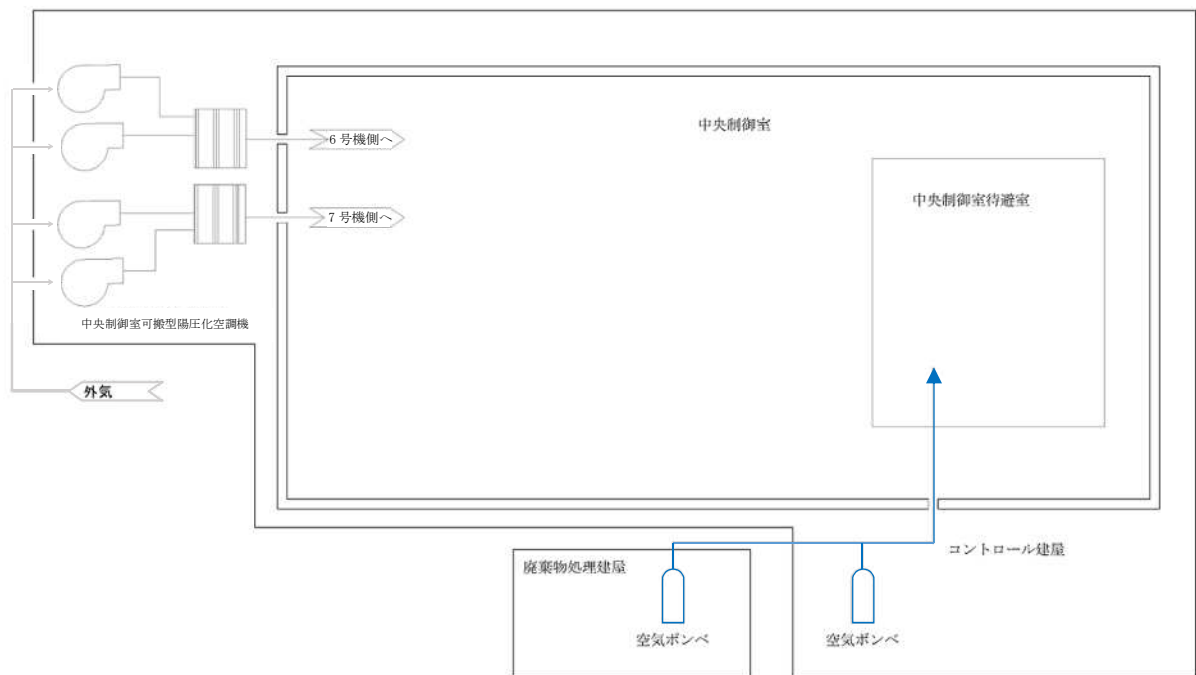 中央制御室
6号機側へ
中央制御室待避室
7号機側へ
中央制御室可搬型陽圧化空調機
外気
コントロール建屋
廃棄物処理建屋
空気ボンベ
空気ボンベ